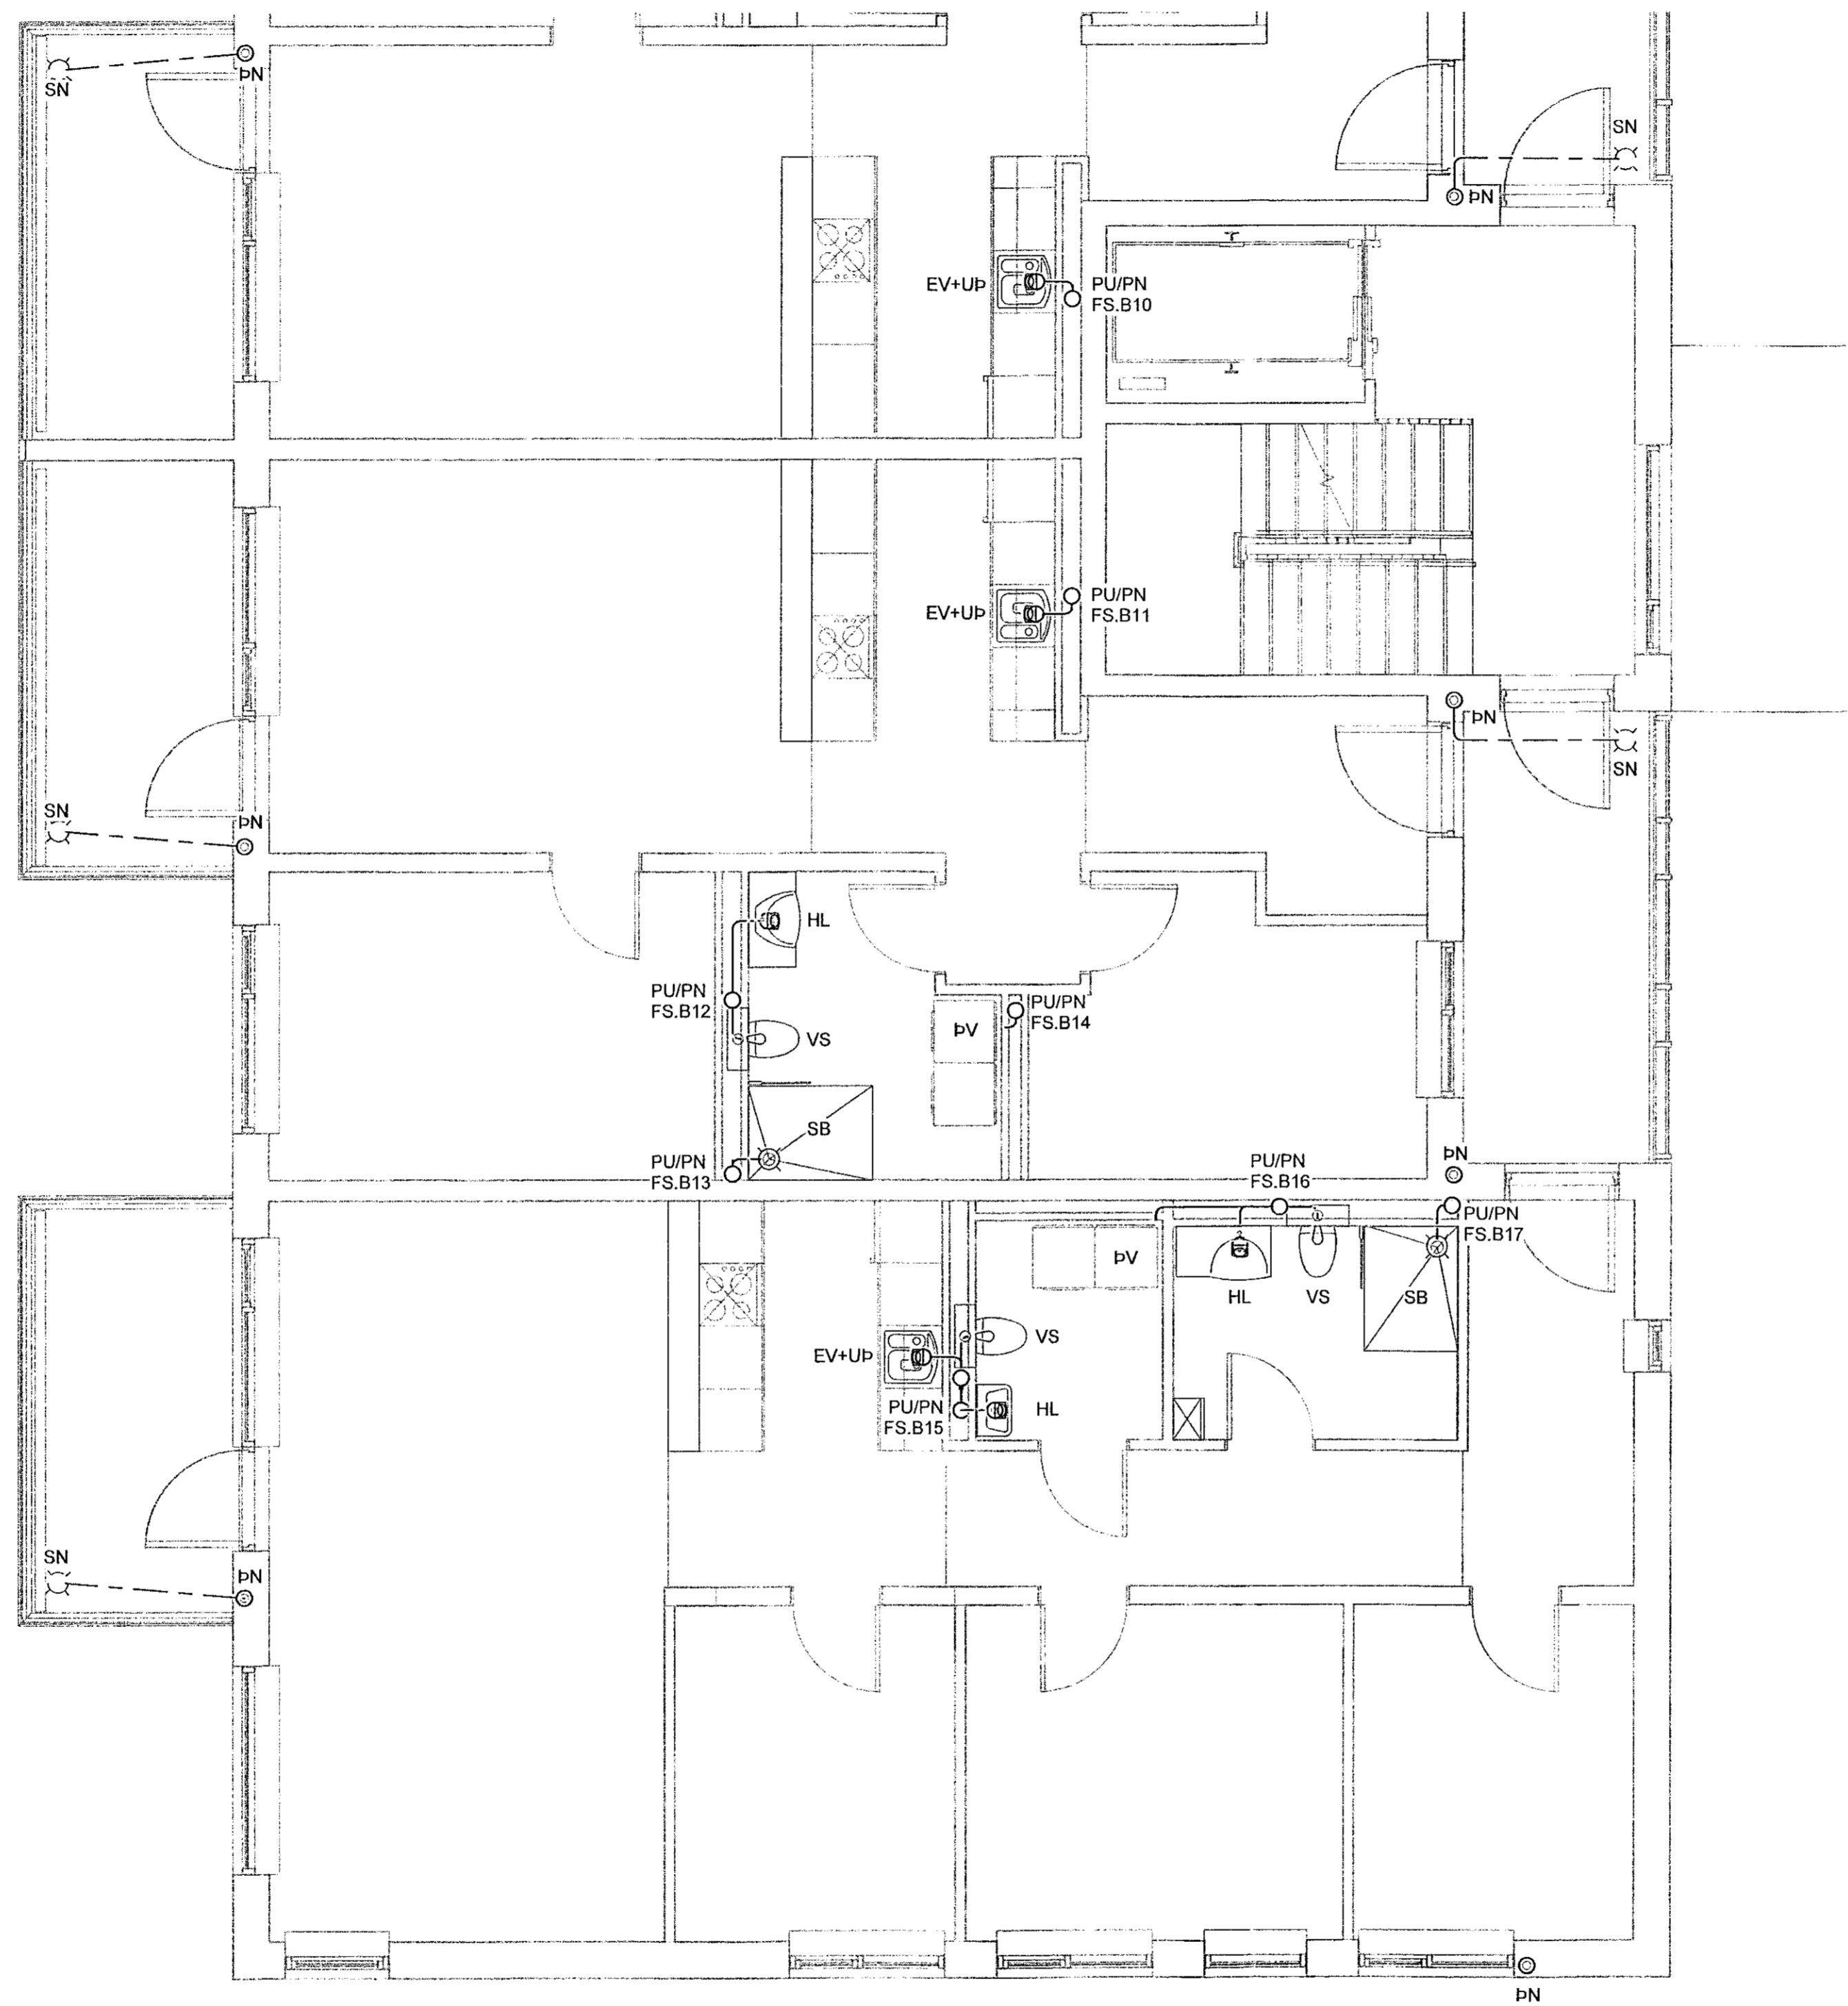 SN
ÞN
SN
ÞN
EV+UÞ
PU/PN
FS.B10
EV+UÞ
PU/PN
FS.B11
ÞN
SN
SN
ÞN
HL
PU/PN
FS.B12
PU/PN
FS.B14
ÞV
VS
SB
PU/PN
FS.B13
PU/PN
FS.B16
ÞN
PU/PN
FS.B17
ÞV
HL
VS
SB
VS
EV+UÞ
PU/PN
FS.B15
HL
SN
ÞN
ÞN